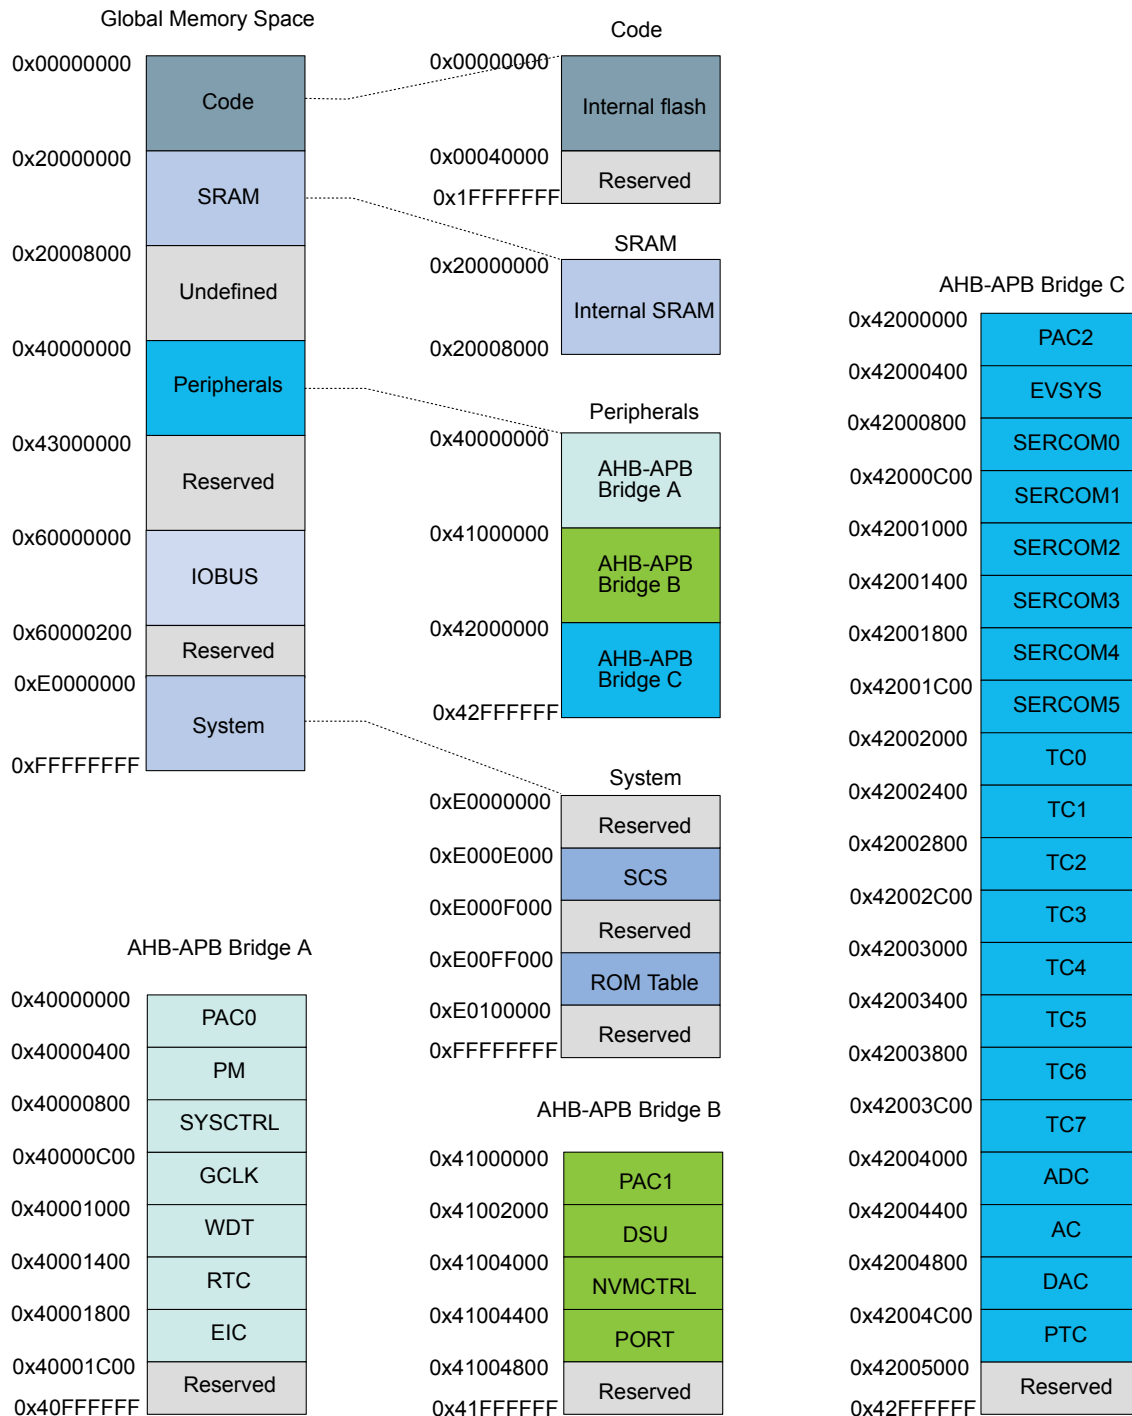 Global Memory Space
0x00000000
Code
0x20000000
SRAM
0x20008000
Undefined
0x40000000
Peripherals
0x43000000
Reserved
0x60000000
IOBUS
0x60000200
Reserved
0xE0000000
System
0xFFFFFFFF
Code
0x00000000
Internal flash
0x00040000
Reserved
0x1FFFFFFF
SRAM
0x20000000
Internal SRAM
0x20008000
Peripherals
0x40000000
AHB-APB
Bridge A
0x41000000
AHB-APB
Bridge B
0x42000000
AHB-APB
Bridge C
0x42FFFFFF
System
0xE0000000
Reserved
0xE000E000
SCS
0xE000F000
Reserved
0xE00FF000
ROM Table
0xE0100000
Reserved
0xFFFFFFFF
AHB-APB Bridge A
0x40000000
PAC0
0x40000400
PM
0x40000800
SYSCTRL
0x40000C00
GCLK
0x40001000
WDT
0x40001400
RTC
0x40001800
EIC
0x40001C00
Reserved
0x40FFFFFF
AHB-APB Bridge B
0x41000000
PAC1
0x41002000
DSU
0x41004000
NVMCTRL
0x41004400
PORT
0x41004800
Reserved
0x41FFFFFF
AHB-APB Bridge C
0x42000000
PAC2
0x42000400
EVSYS
0x42000800
SERCOM0
0x42000C00
SERCOM1
0x42001000
SERCOM2
0x42001400
SERCOM3
0x42001800
SERCOM4
0x42001C00
SERCOM5
0x42002000
TC0
0x42002400
TC1
0x42002800
TC2
0x42002C00
TC3
0x42003000
TC4
0x42003400
TC5
0x42003800
TC6
0x42003C00
TC7
0x42004000
ADC
0x42004400
AC
0x42004800
DAC
0x42004C00
PTC
0x42005000
Reserved
0x42FFFFFF